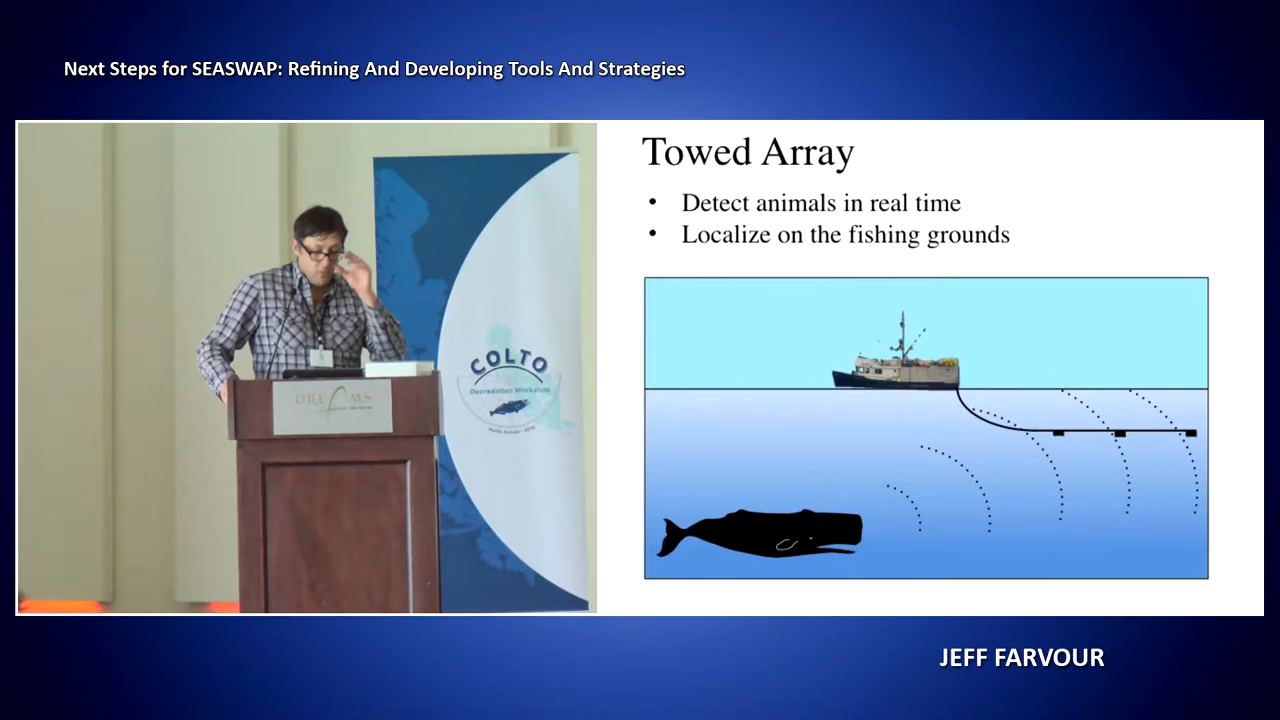 Next Steps for SEASWAP: Refining And Developing Tools And Strategies
Towed Array
• Detect animals in real time
• Localize on the fishing grounds
COLTO
Depredation Workshop
DREAMS
JEFF FARVOUR